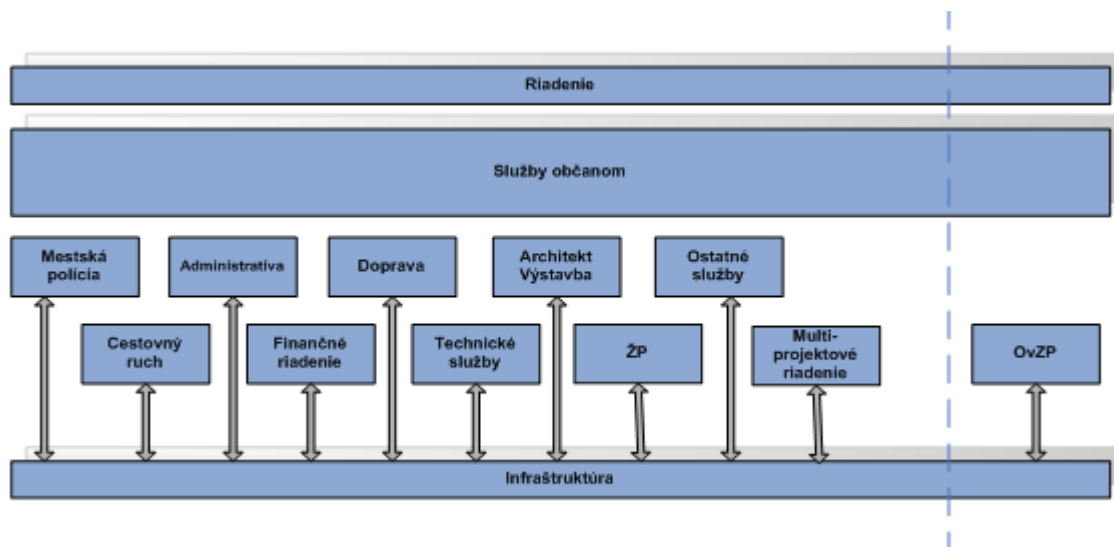 Riadenie
Služby občanom
Mestská
polícia
Administratíva
Doprava
Architekt
Výstavba
Ostatné
služby
Cestovný
ruch
Finančné
riadenie
Technické
služby
ŽP
Multi-
projektové
riadenie
OvZP
Infraštruktúra